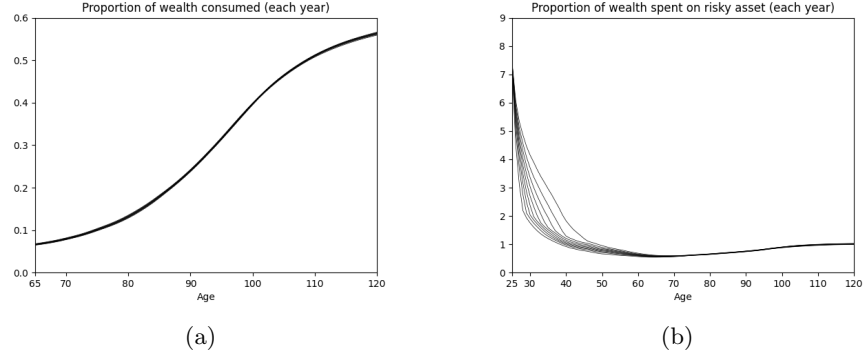 Proportion of wealth consumed (each year)
0.6
0.5
0.4
0.3
0.2
0.1
0.0
65 70 80 90 100 110 120
Age
(a)
Proportion of wealth spent on risky asset (each year)
9
8
7
6
5
4
3
2
1
0
25 30 40 50 60 70 80 90 100 110 120
Age
(b)